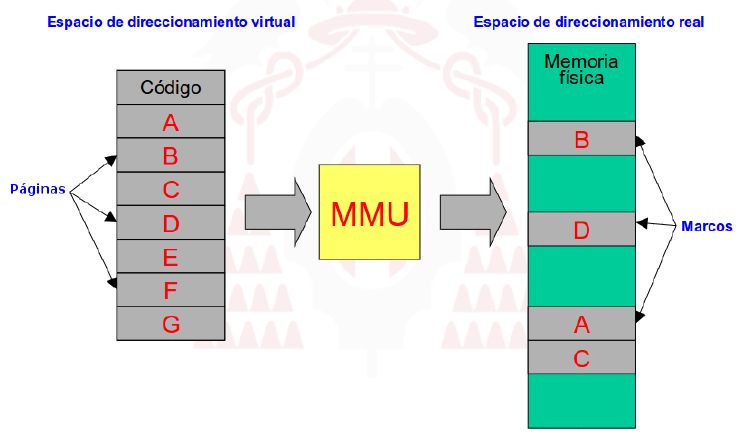 Espacio de direccionamiento virtual
Espacio de direccionamiento real
Código
A
B
C
D
E
F
G
Páginas
MMU
Memoria
física
B
D
A
C
Marcos